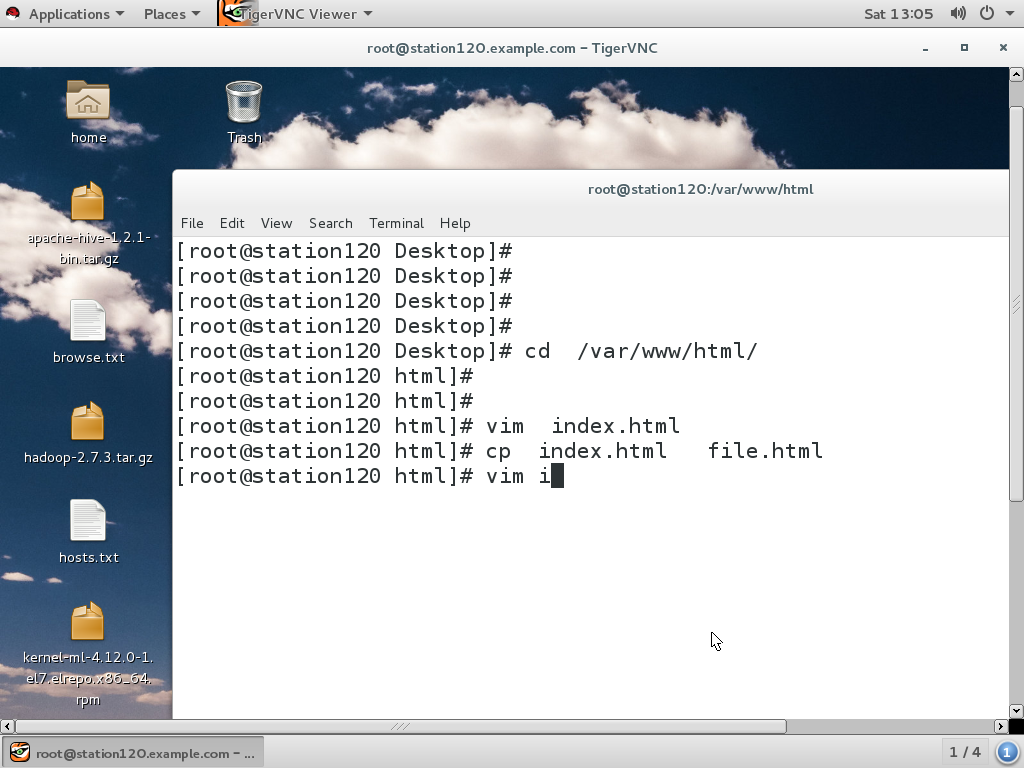 Applications Places TigerVNC Viewer Sat 13:05
root@station120.example.com - TigerVNC
home
Trash
root@station120:/var/www/html
File Edit View Search Terminal Help
[root@station120 Desktop]#
[root@station120 Desktop]#
[root@station120 Desktop]#
[root@station120 Desktop]#
[root@station120 Desktop]# cd  /var/www/html/
[root@station120 html]#
[root@station120 html]#
[root@station120 html]# vim  index.html
[root@station120 html]# cp  index.html   file.html
[root@station120 html]# vim i
apache-hive-1.2.1-
bin.tar.gz
browse.txt
hadoop-2.7.3.tar.gz
hosts.txt
kernel-ml-4.12.0-1.
el7.elrepo.x86_64.
rpm
root@station120.example.com - ...
1 / 4
1